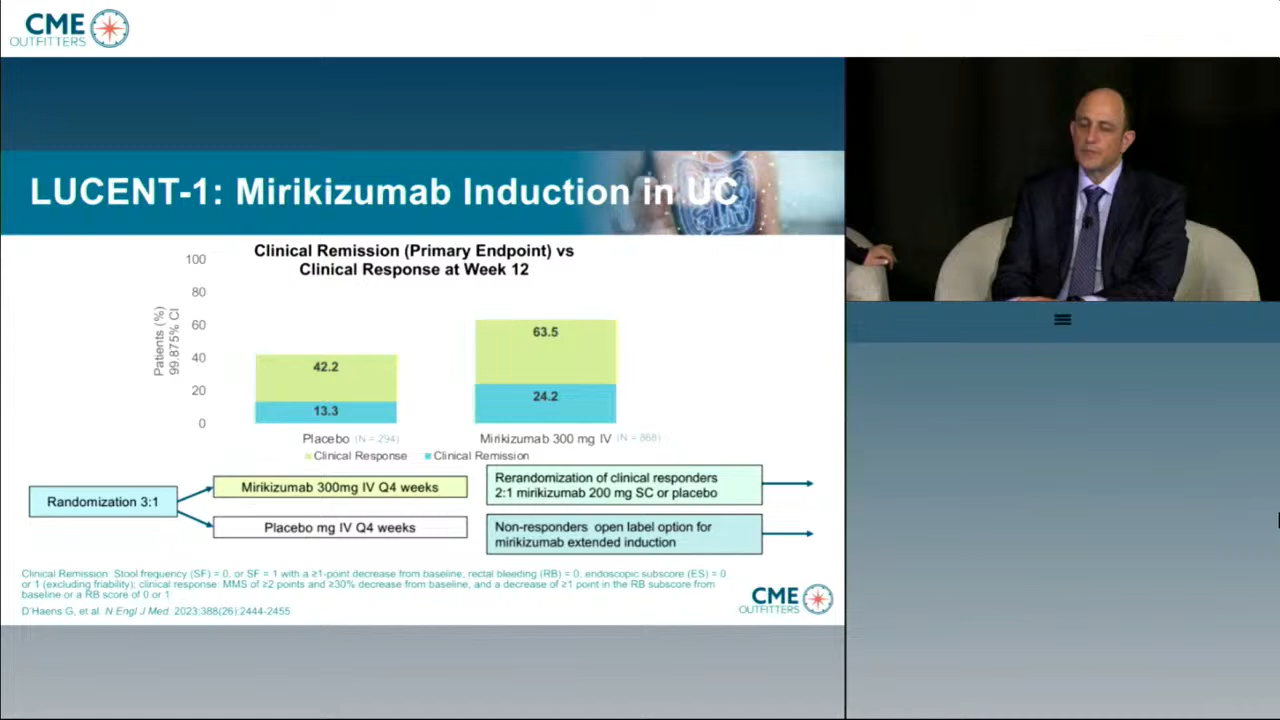 CME
OUTFITTERS
LUCENT-1: Mirikizumab Induction in UC
Clinical Remission (Primary Endpoint) vs
Clinical Response at Week 12
Patients (%)
99.875% CI
100
80
60
40
20
0
42.2
13.3
63.5
24.2
Placebo (N = 294)
Mirikizumab 300 mg IV (N = 868)
Clinical Response
Clinical Remission
Randomization 3:1
Mirikizumab 300mg IV Q4 weeks
Placebo mg IV Q4 weeks
Rerandomization of clinical responders
2:1 mirikizumab 200 mg SC or placebo
Non-responders open label option for
mirikizumab extended induction
Clinical Remission: Stool frequency (SF) = 0, or SF = 1 with a ≥1-point decrease from baseline, rectal bleeding (RB) = 0, endoscopic subscore (ES) = 0
or 1 (excluding friability); clinical response: MMS of ≥2 points and ≥30% decrease from baseline, and a decrease of ≥1 point in the RB subscore from
baseline or a RB score of 0 or 1
D'Haens G, et al. N Engl J Med. 2023;388(26):2444-2455
CME
OUTFITTERS